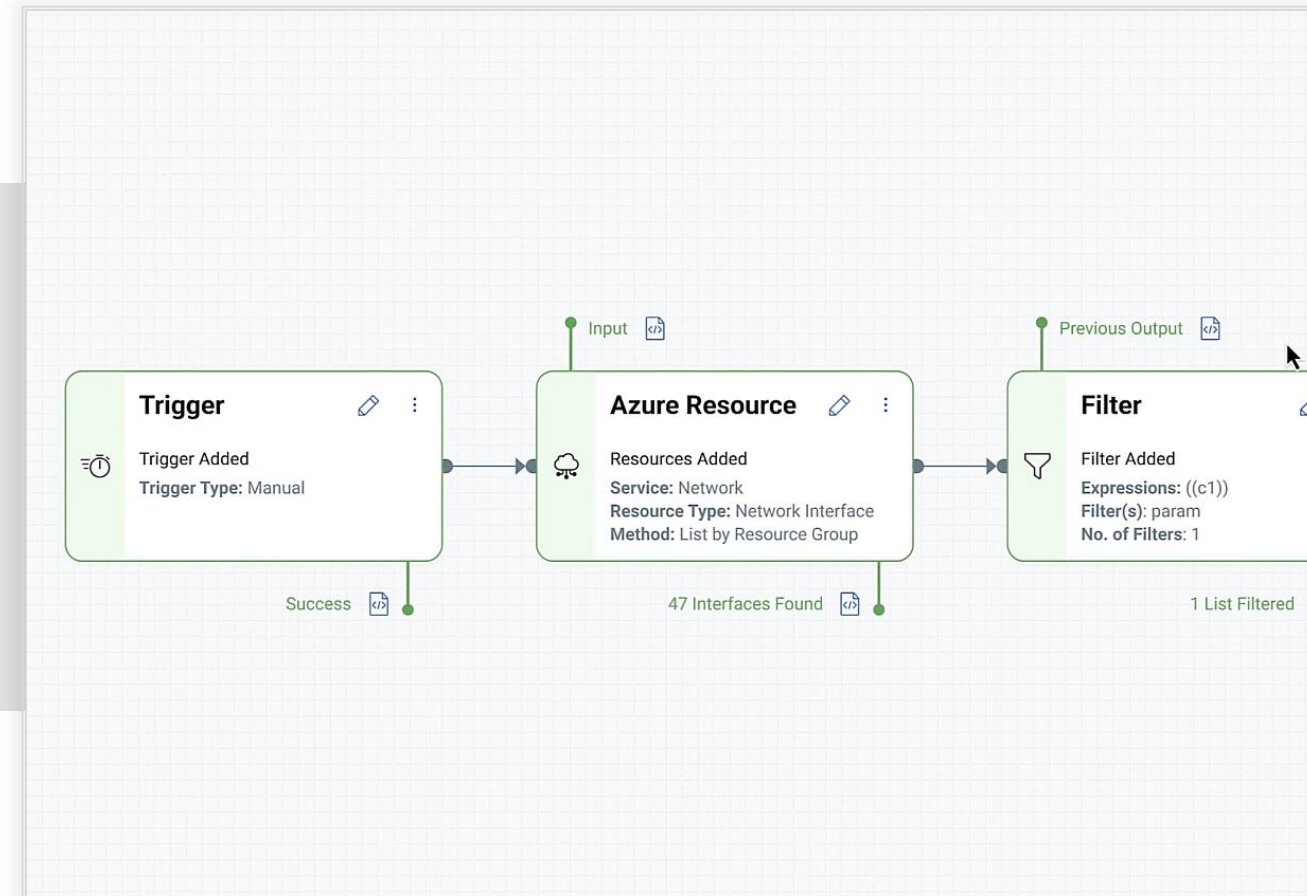 Input
Previous Output
Trigger
Trigger Added
Trigger Type: Manual
Success
Azure Resource
Resources Added
Service: Network
Resource Type: Network Interface
Method: List by Resource Group
47 Interfaces Found
Filter
Filter Added
Expressions: ((c1))
Filter(s): param
No. of Filters: 1
1 List Filtered